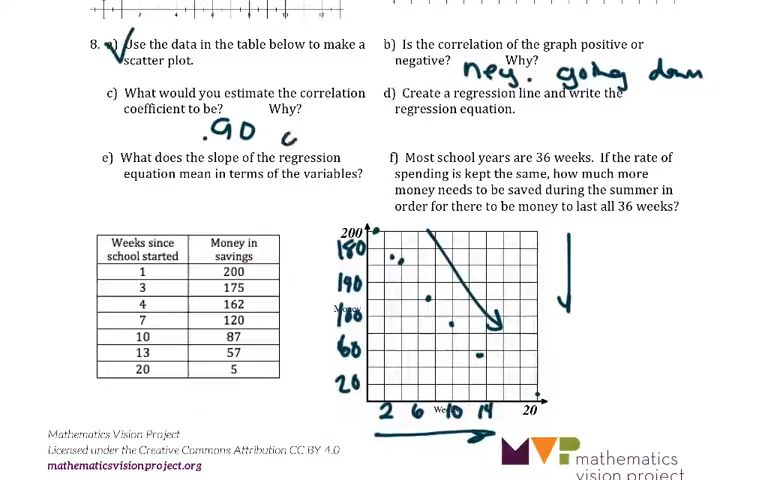 2 4 6 8 10 12
8. a) Use the data in the table below to make a
scatter plot.
b) Is the correlation of the graph positive or
negative? Why?
neg. going down
c) What would you estimate the correlation
coefficient to be? Why?
.90
d) Create a regression line and write the
regression equation.
e) What does the slope of the regression
equation mean in terms of the variables?
f) Most school years are 36 weeks. If the rate of
spending is kept the same, how much more
money needs to be saved during the summer in
order for there to be money to last all 36 weeks?
Weeks since school started Money in savings
1 200
3 175
4 162
7 120
10 87
13 57
20 5
200
180
140
100
60
20
2 6 10 14 20
Mathematics Vision Project
Licensed under the Creative Commons Attribution CC BY 4.0
mathematicsvisionproject.org
MVP mathematics
vision project